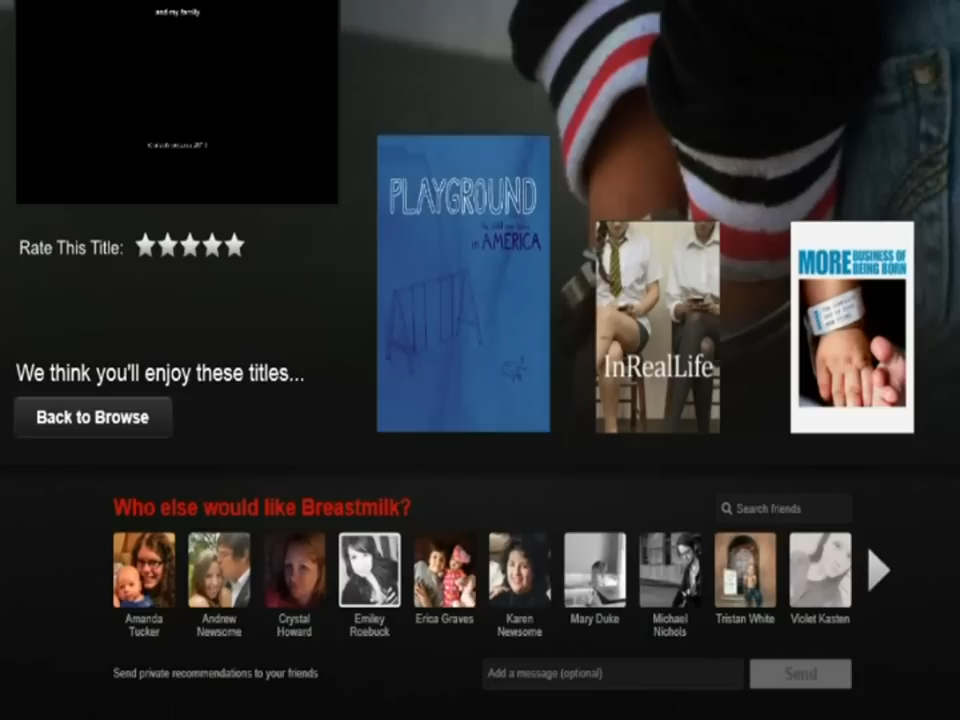 and my family
Rate This Title:
PLAYGROUND
in AMERICA
InRealLife
MORE BUSINESS OF
BEING BORN
We think you'll enjoy these titles...
Back to Browse
Who else would like Breastmilk?
Search friends
Amanda
Tucker
Andrew
Newsome
Crystal
Howard
Emiley
Roebuck
Erica Graves
Karen
Newsome
Mary Duke
Michael
Nichols
Tristan White
Violet Kasten
Send private recommendations to your friends
Add a message (optional)
Send